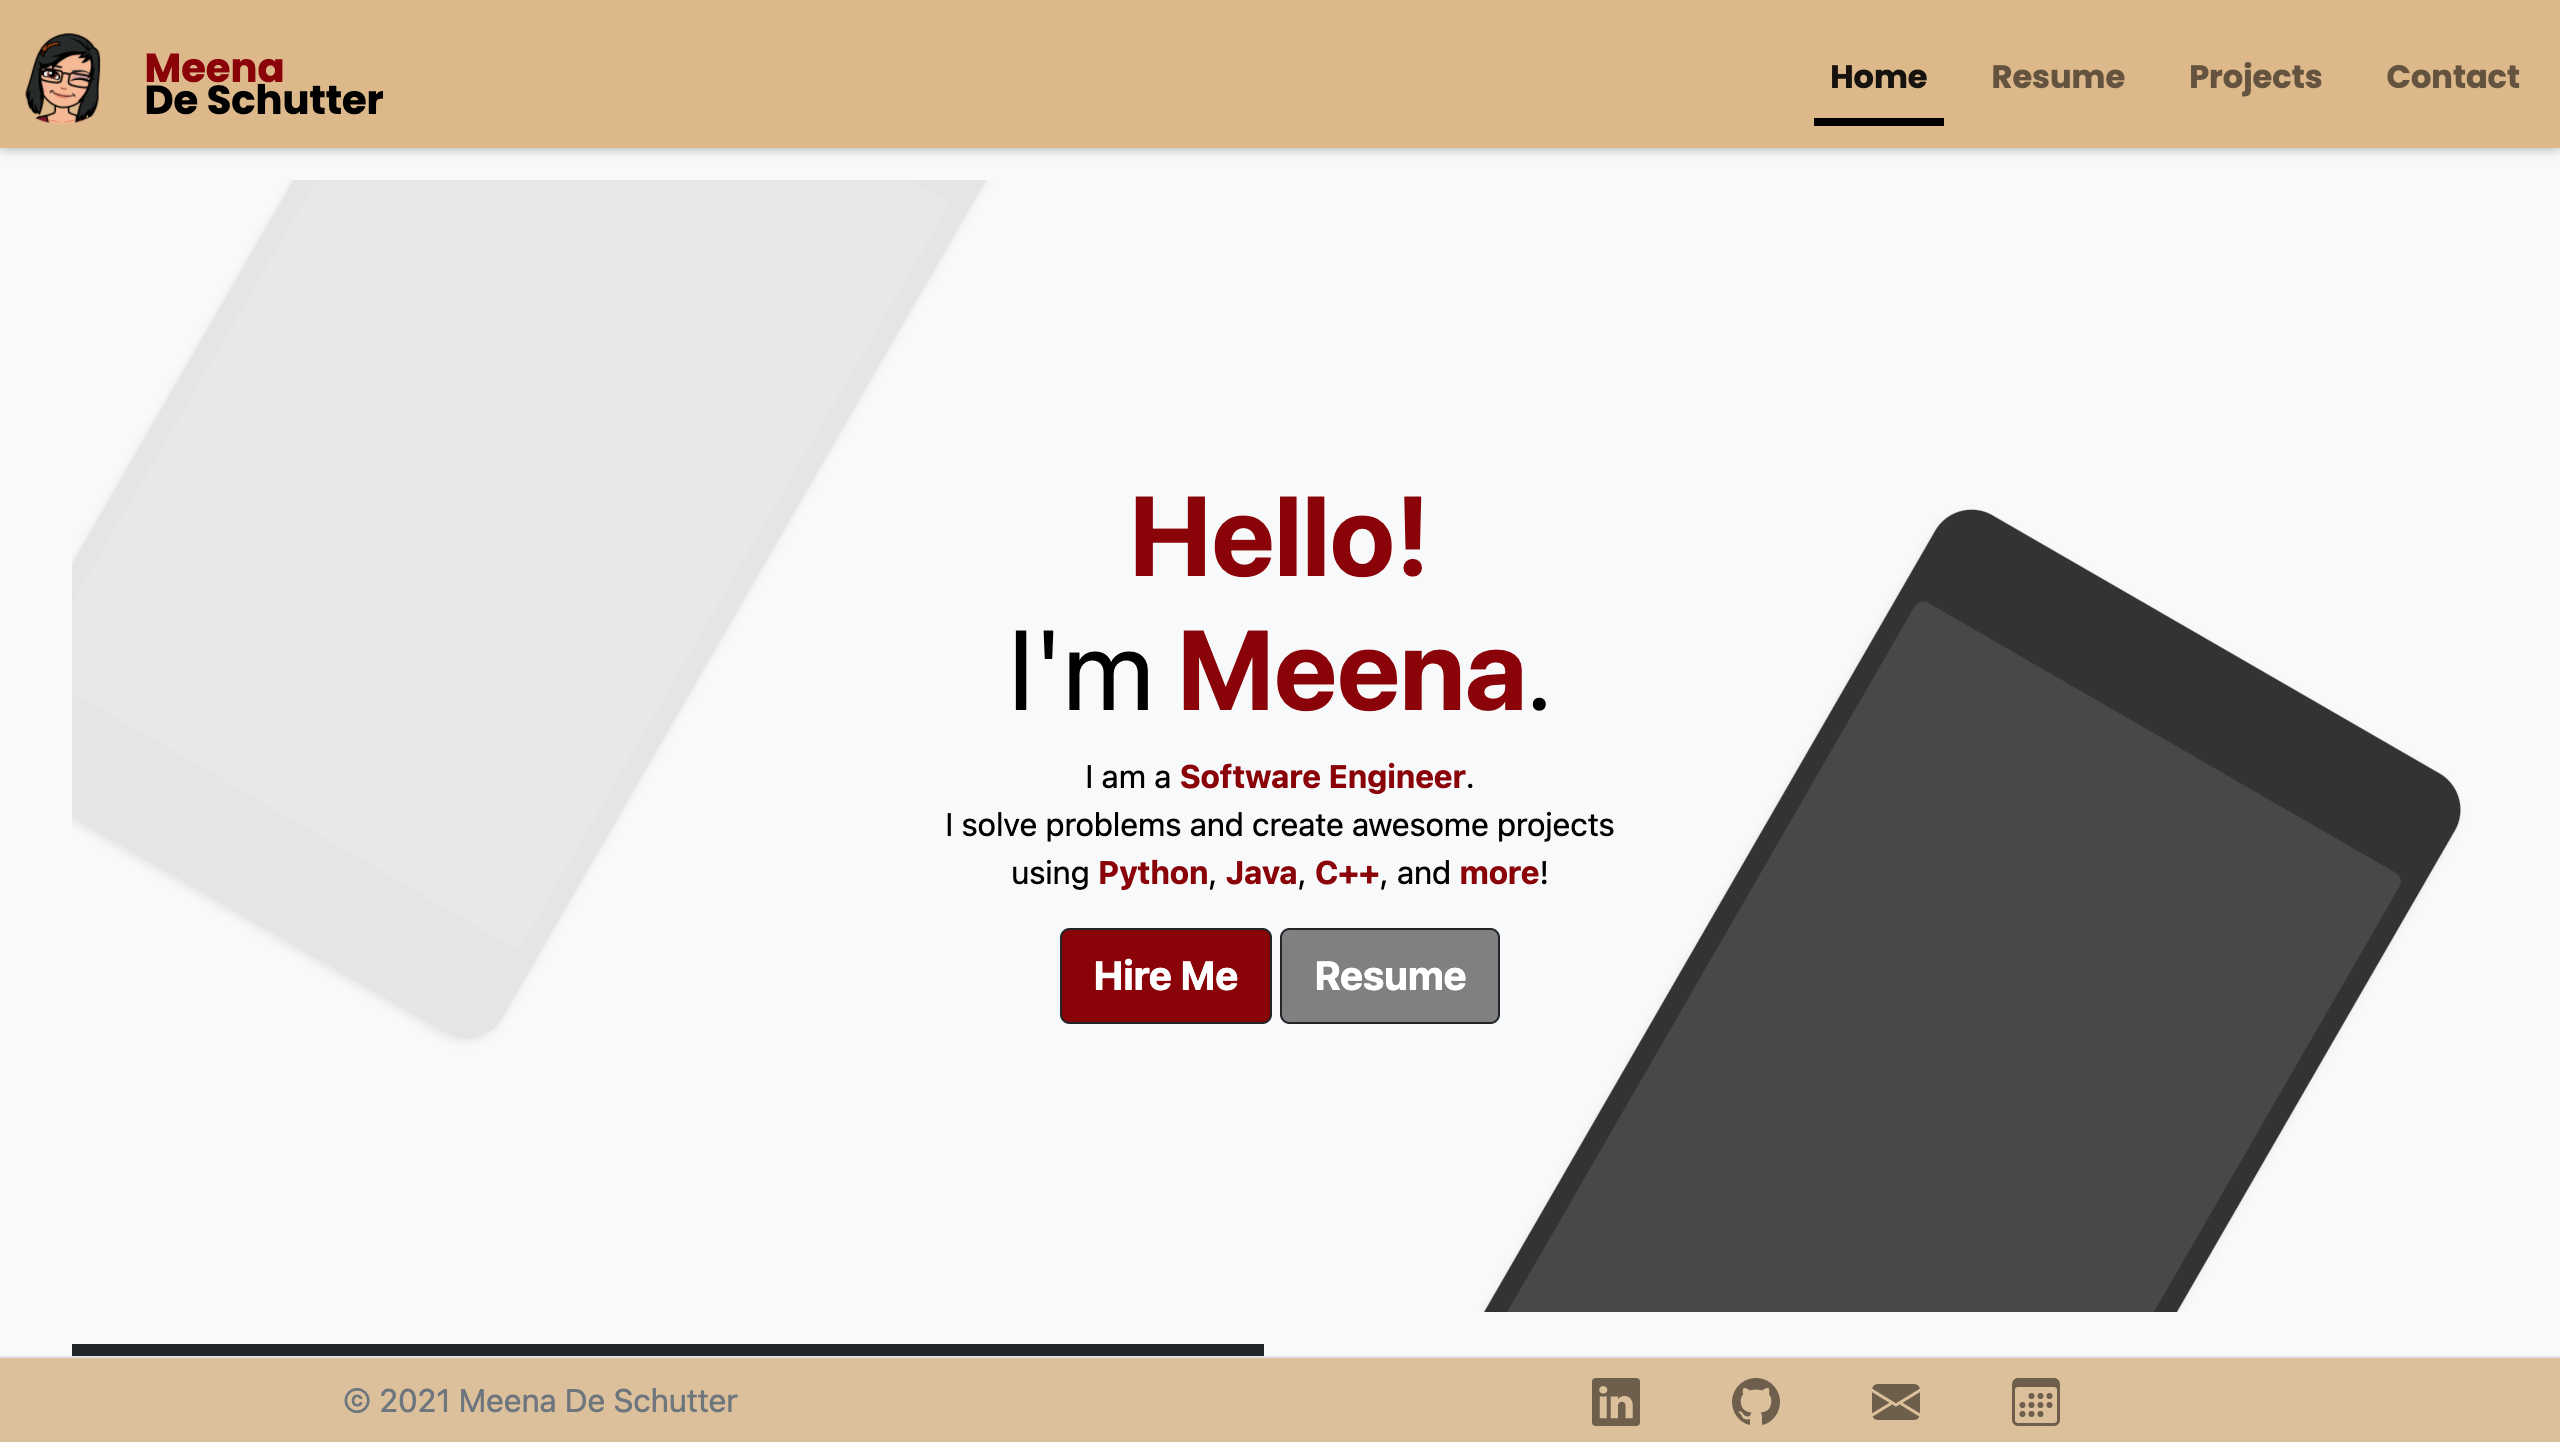 Meena
De Schutter
Home Resume Projects Contact
Hello!
I'm Meena.
I am a Software Engineer.
I solve problems and create awesome projects
using Python, Java, C++, and more!
Hire Me Resume
© 2021 Meena De Schutter
in